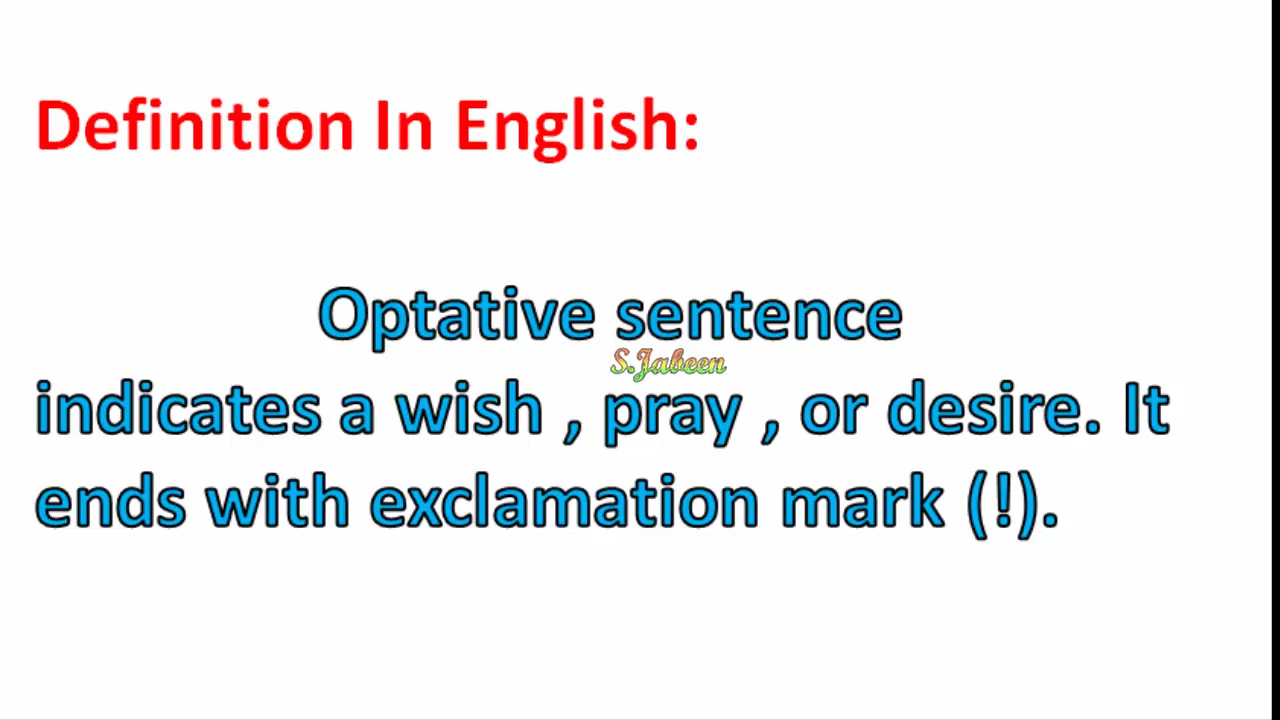 Definition In English:
Optative sentence
S.Jabeen
indicates a wish , pray , or desire. It
ends with exclamation mark (!).